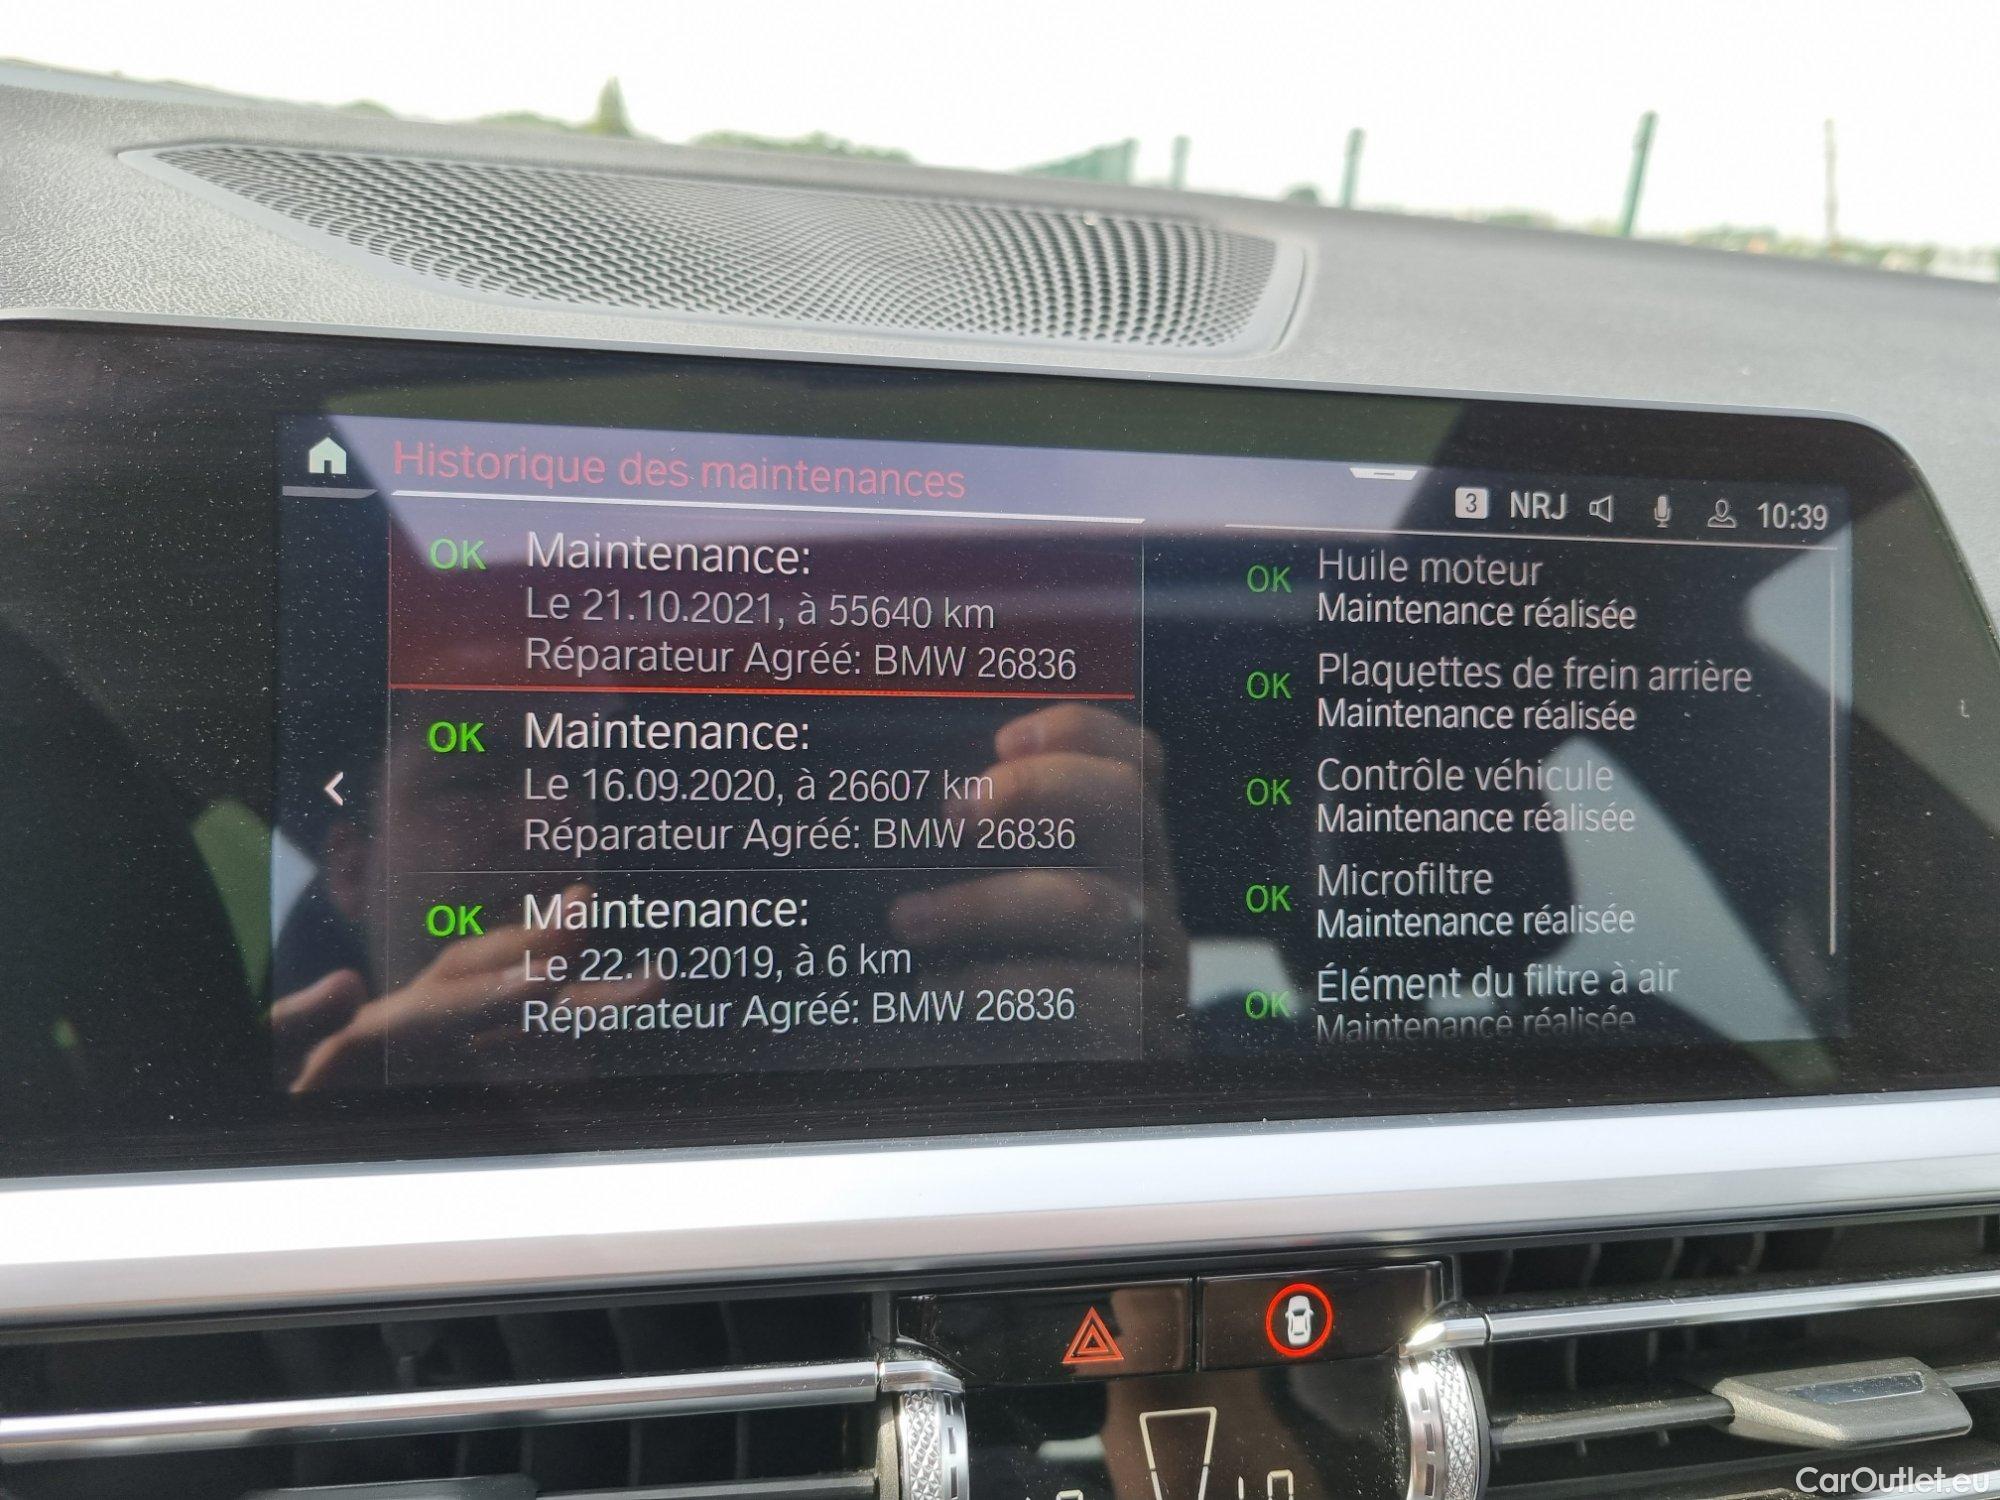 Historique des maintenances
3 NRJ 10:39
OK Maintenance:
Le 21.10.2021, à 55640 km
Réparateur Agréé: BMW 26836
OK Maintenance:
Le 16.09.2020, à 26607 km
Réparateur Agréé: BMW 26836
OK Maintenance:
Le 22.10.2019, à 6 km
Réparateur Agréé: BMW 26836
OK Huile moteur
Maintenance réalisée
OK Plaquettes de frein arrière
Maintenance réalisée
OK Contrôle véhicule
Maintenance réalisée
OK Microfiltre
Maintenance réalisée
OK Élément du filtre à air
Maintenance réalisée
CarOutlet.eu